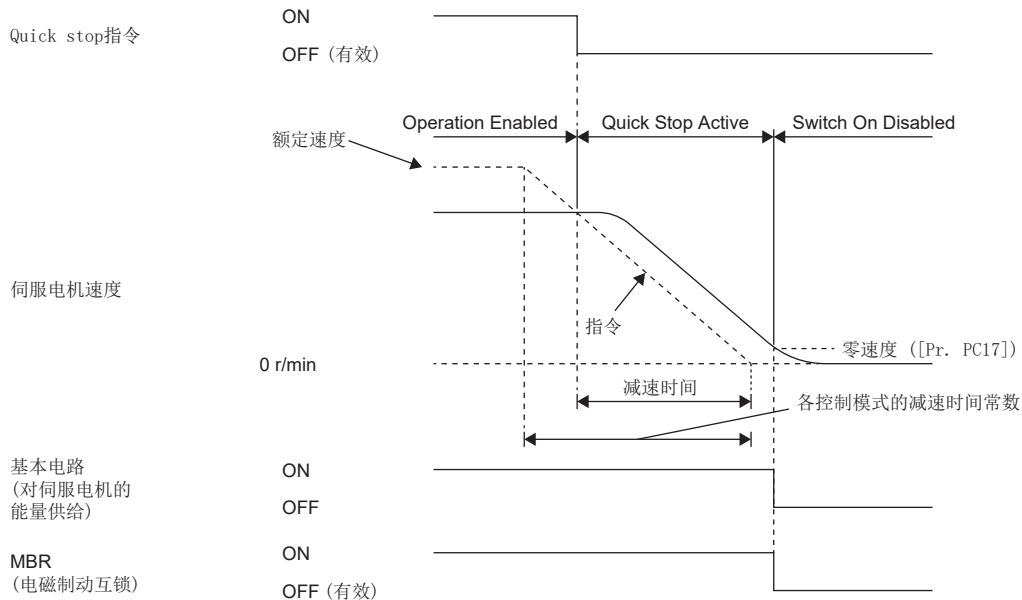 Quick stop指令
ON
OFF (有效)
Operation Enabled
Quick Stop Active
Switch On Disabled
额定速度
伺服电机速度
指令
零速度 ([Pr. PC17])
0 r/min
减速时间
各控制模式的减速时间常数
基本电路
(对伺服电机的
能量供给)
ON
OFF
MBR
(电磁制动互锁)
ON
OFF (有效)